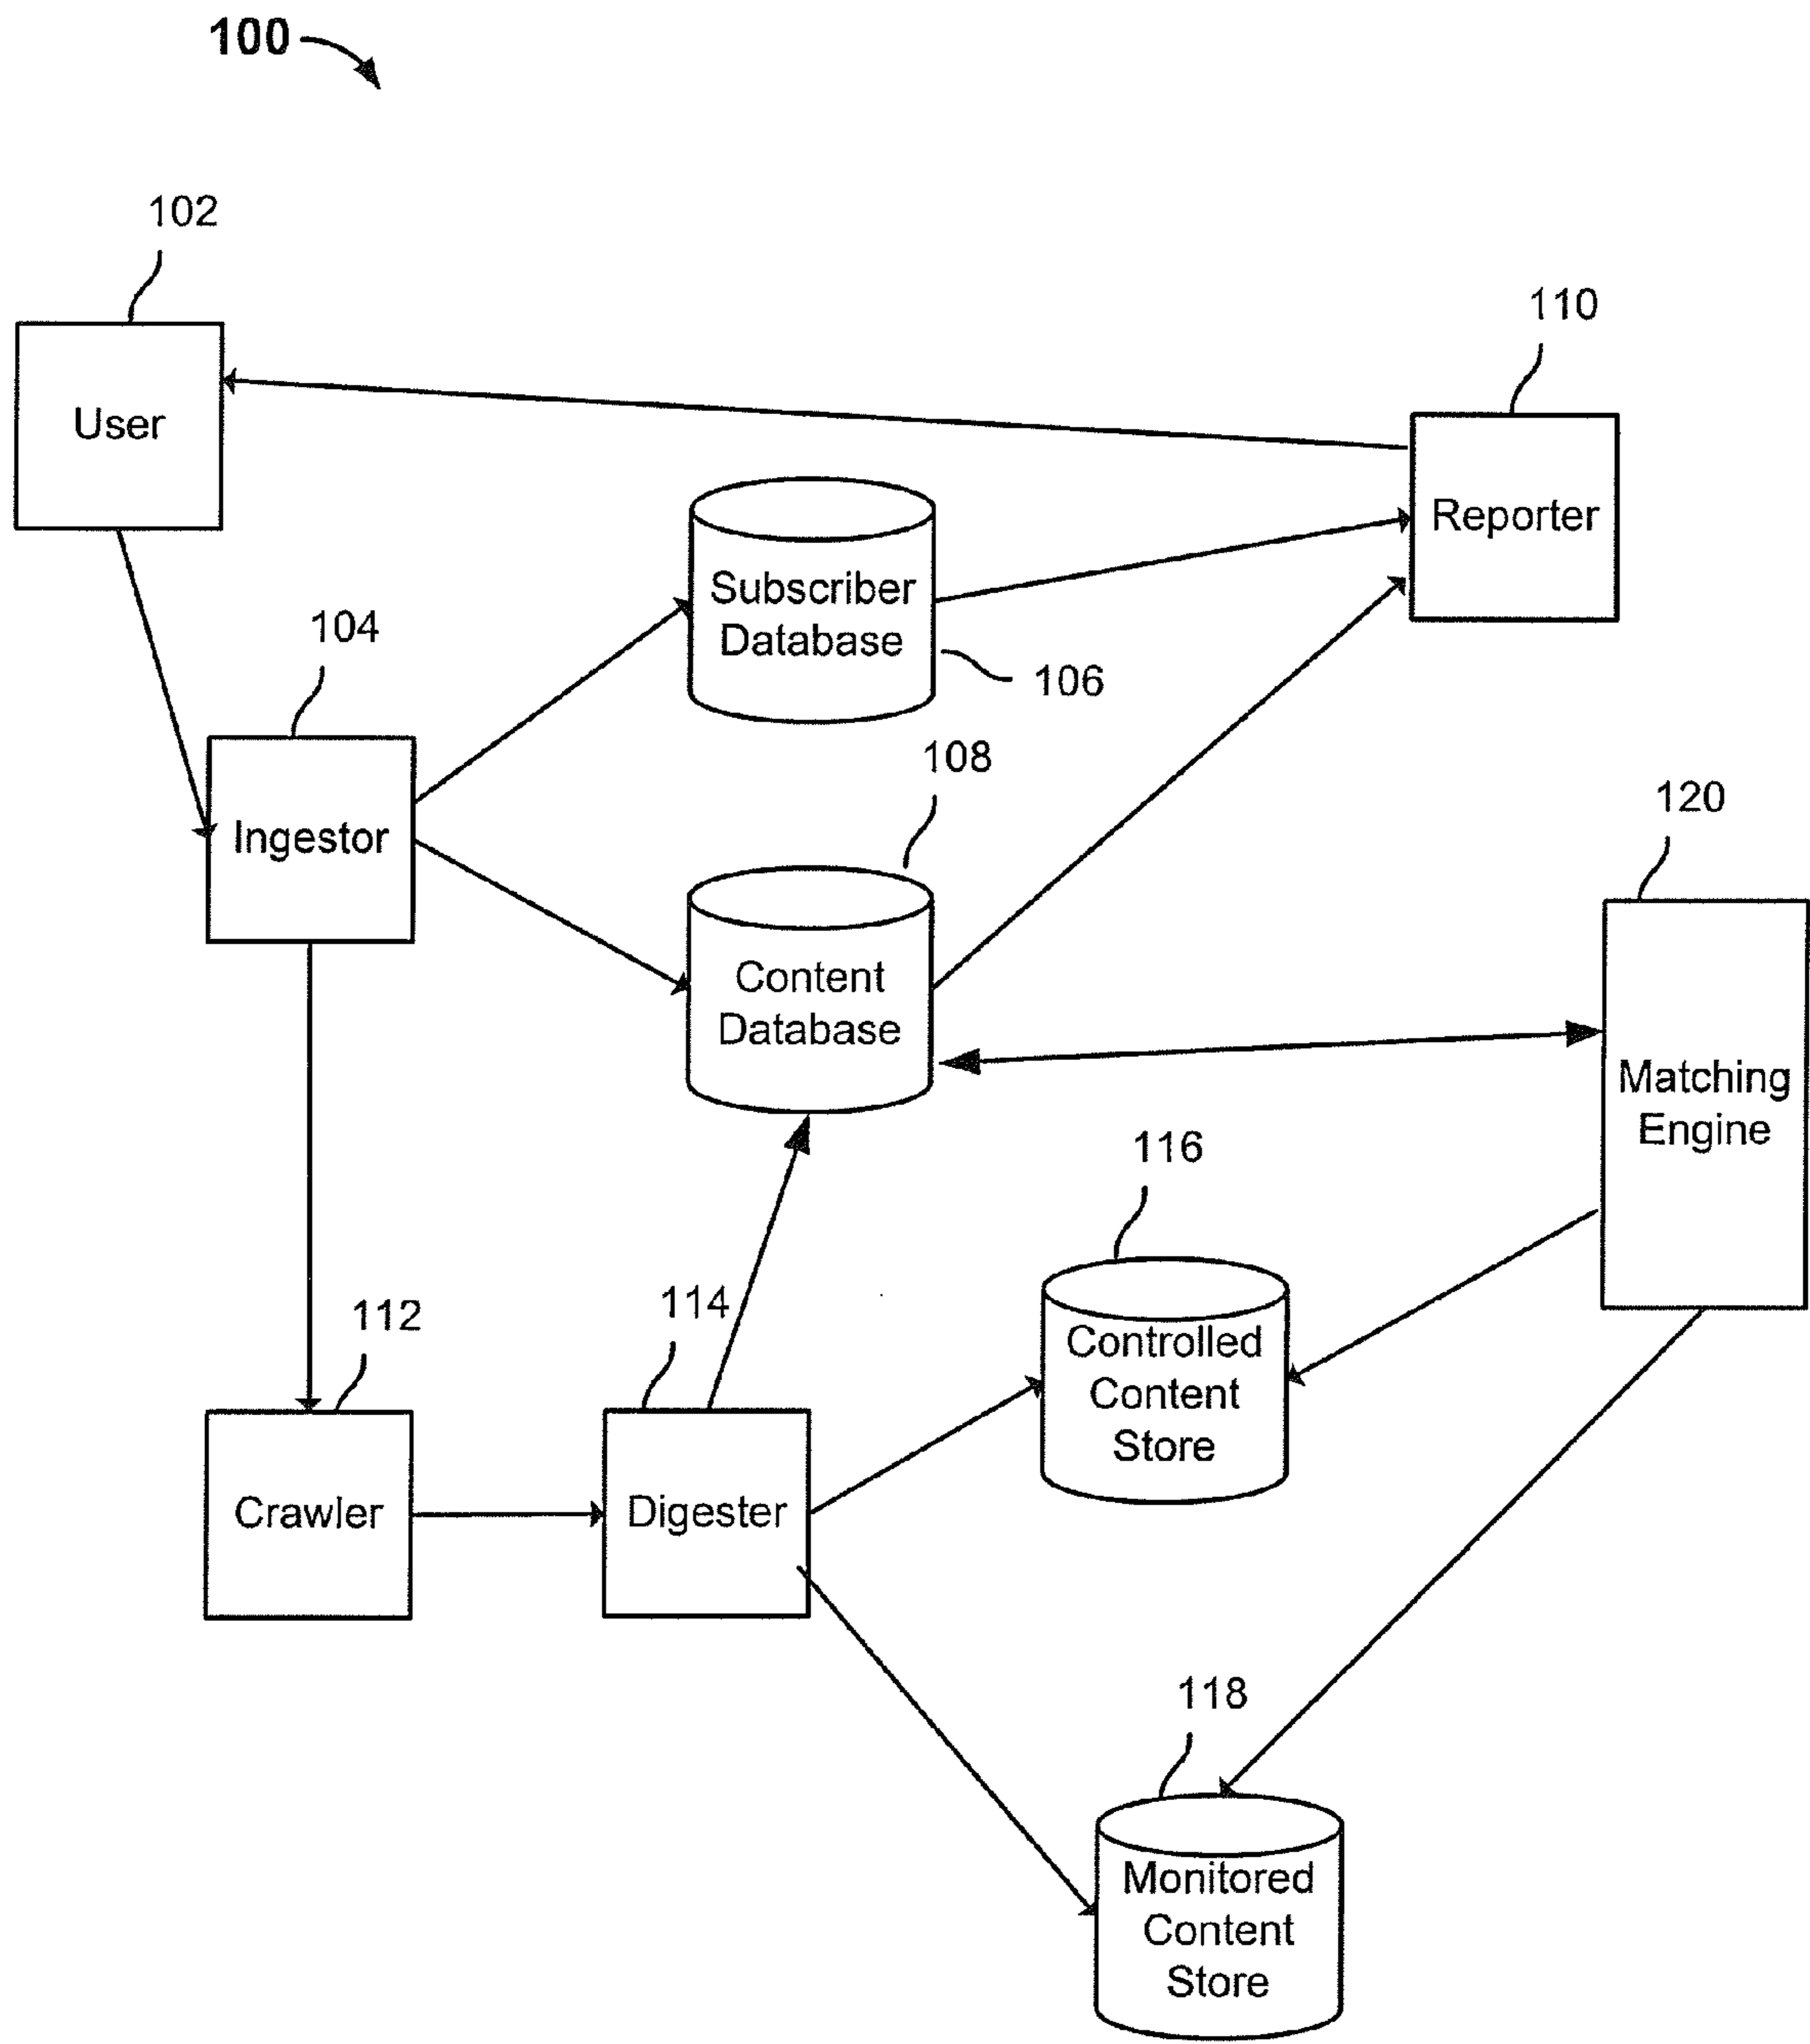 100
102
User
110
Reporter
Subscriber
Database
106
104
Ingestor
108
Content
Database
120
Matching
Engine
116
Controlled
Content
Store
112
Crawler
114
Digester
118
Monitored
Content
Store